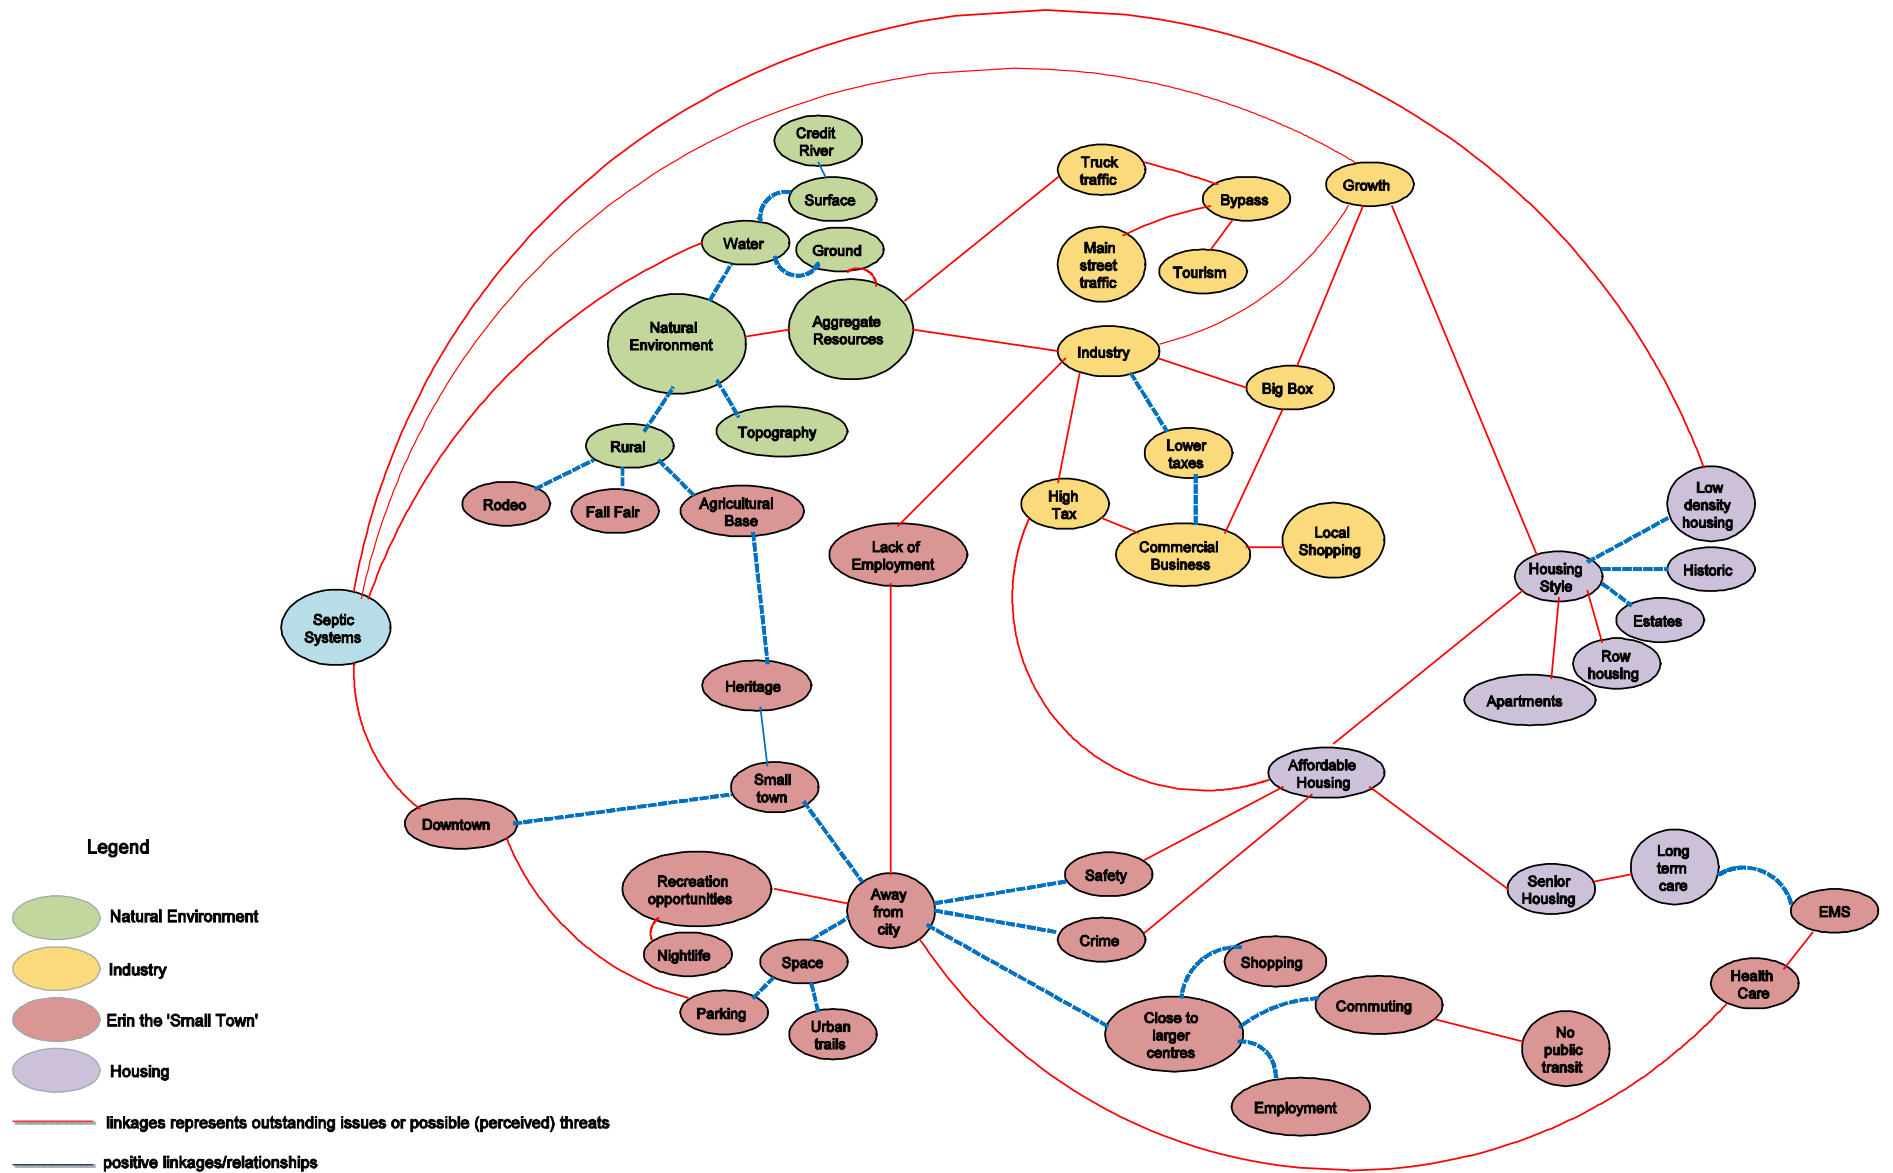 Credit
River
Surface
Water
Ground
Natural
Environment
Aggregate
Resources
Topography
Rural
Rodeo
Fall Fair
Agricultural
Base
Truck
traffic
Bypass
Main
street
traffic
Tourism
Growth
Industry
Big Box
Lower
taxes
High
Tax
Commercial
Business
Local
Shopping
Lack of
Employment
Low
density
housing
Housing
Style
Historic
Estates
Row
housing
Apartments
Septic
Systems
Heritage
Small
town
Downtown
Affordable
Housing
Recreation
opportunities
Nightlife
Away
from
city
Space
Parking
Urban
trails
Safety
Crime
Senior
Housing
Long
term
care
EMS
Health
Care
Shopping
Close to
larger
centres
Commuting
No
public
transit
Employment
Legend
Natural Environment
Industry
Erin the 'Small Town'
Housing
linkages represents outstanding issues or possible (perceived) threats
positive linkages/relationships